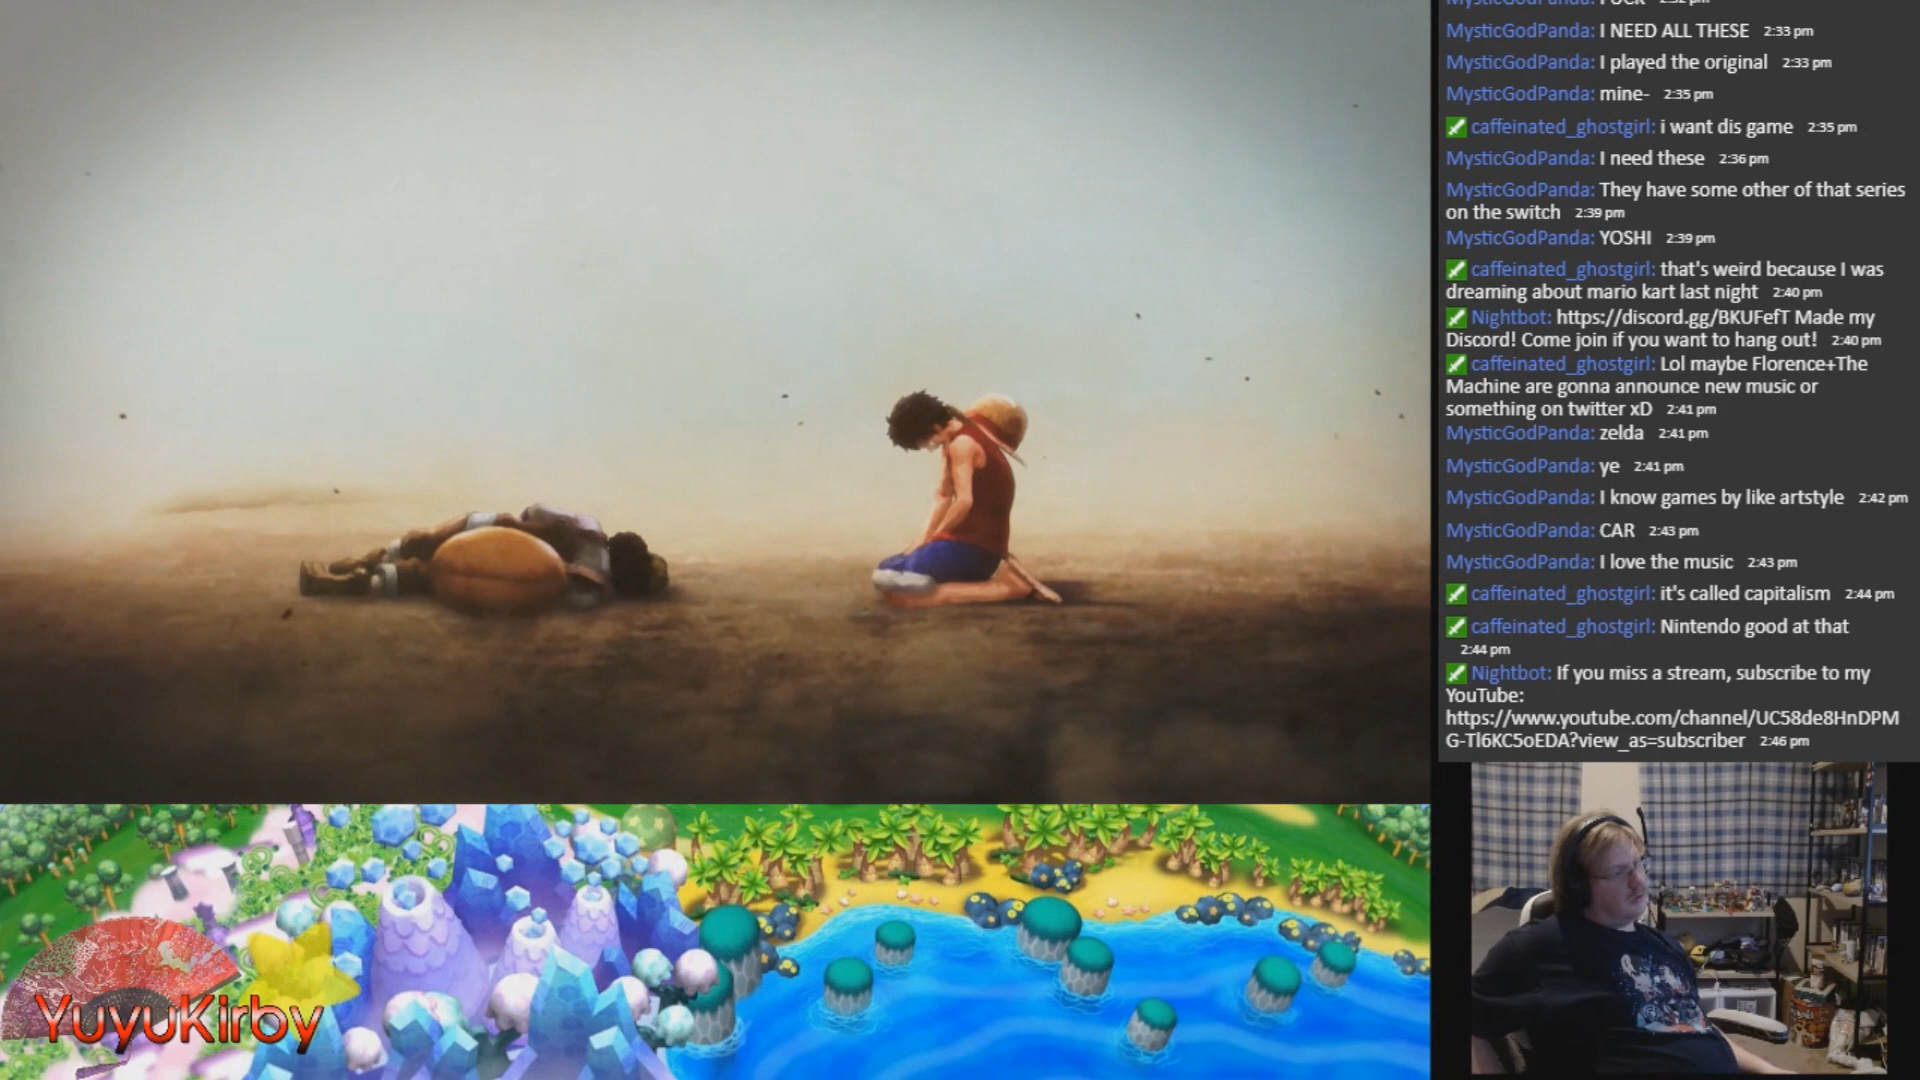 MysticGodPanda: FUCK 2:32 pm
MysticGodPanda: I NEED ALL THESE 2:33 pm
MysticGodPanda: I played the original 2:33 pm
MysticGodPanda: mine- 2:35 pm
caffeinated_ghostgirl: i want dis game 2:35 pm
MysticGodPanda: I need these 2:36 pm
MysticGodPanda: They have some other of that series
on the switch 2:39 pm
MysticGodPanda: YOSHI 2:39 pm
caffeinated_ghostgirl: that's weird because I was
dreaming about mario kart last night 2:40 pm
Nightbot: https://discord.gg/BKUFefT Made my
Discord! Come join if you want to hang out! 2:40 pm
caffeinated_ghostgirl: Lol maybe Florence+The
Machine are gonna announce new music or
something on twitter xD 2:41 pm
MysticGodPanda: zelda 2:41 pm
MysticGodPanda: ye 2:41 pm
MysticGodPanda: I know games by like artstyle 2:42 pm
MysticGodPanda: CAR 2:43 pm
MysticGodPanda: I love the music 2:43 pm
caffeinated_ghostgirl: it's called capitalism 2:44 pm
caffeinated_ghostgirl: Nintendo good at that
2:44 pm
Nightbot: If you miss a stream, subscribe to my
YouTube:
https://www.youtube.com/channel/UC58de8HnDPM
G-Tl6KC5oEDA?view_as=subscriber 2:46 pm
YuyuKirby